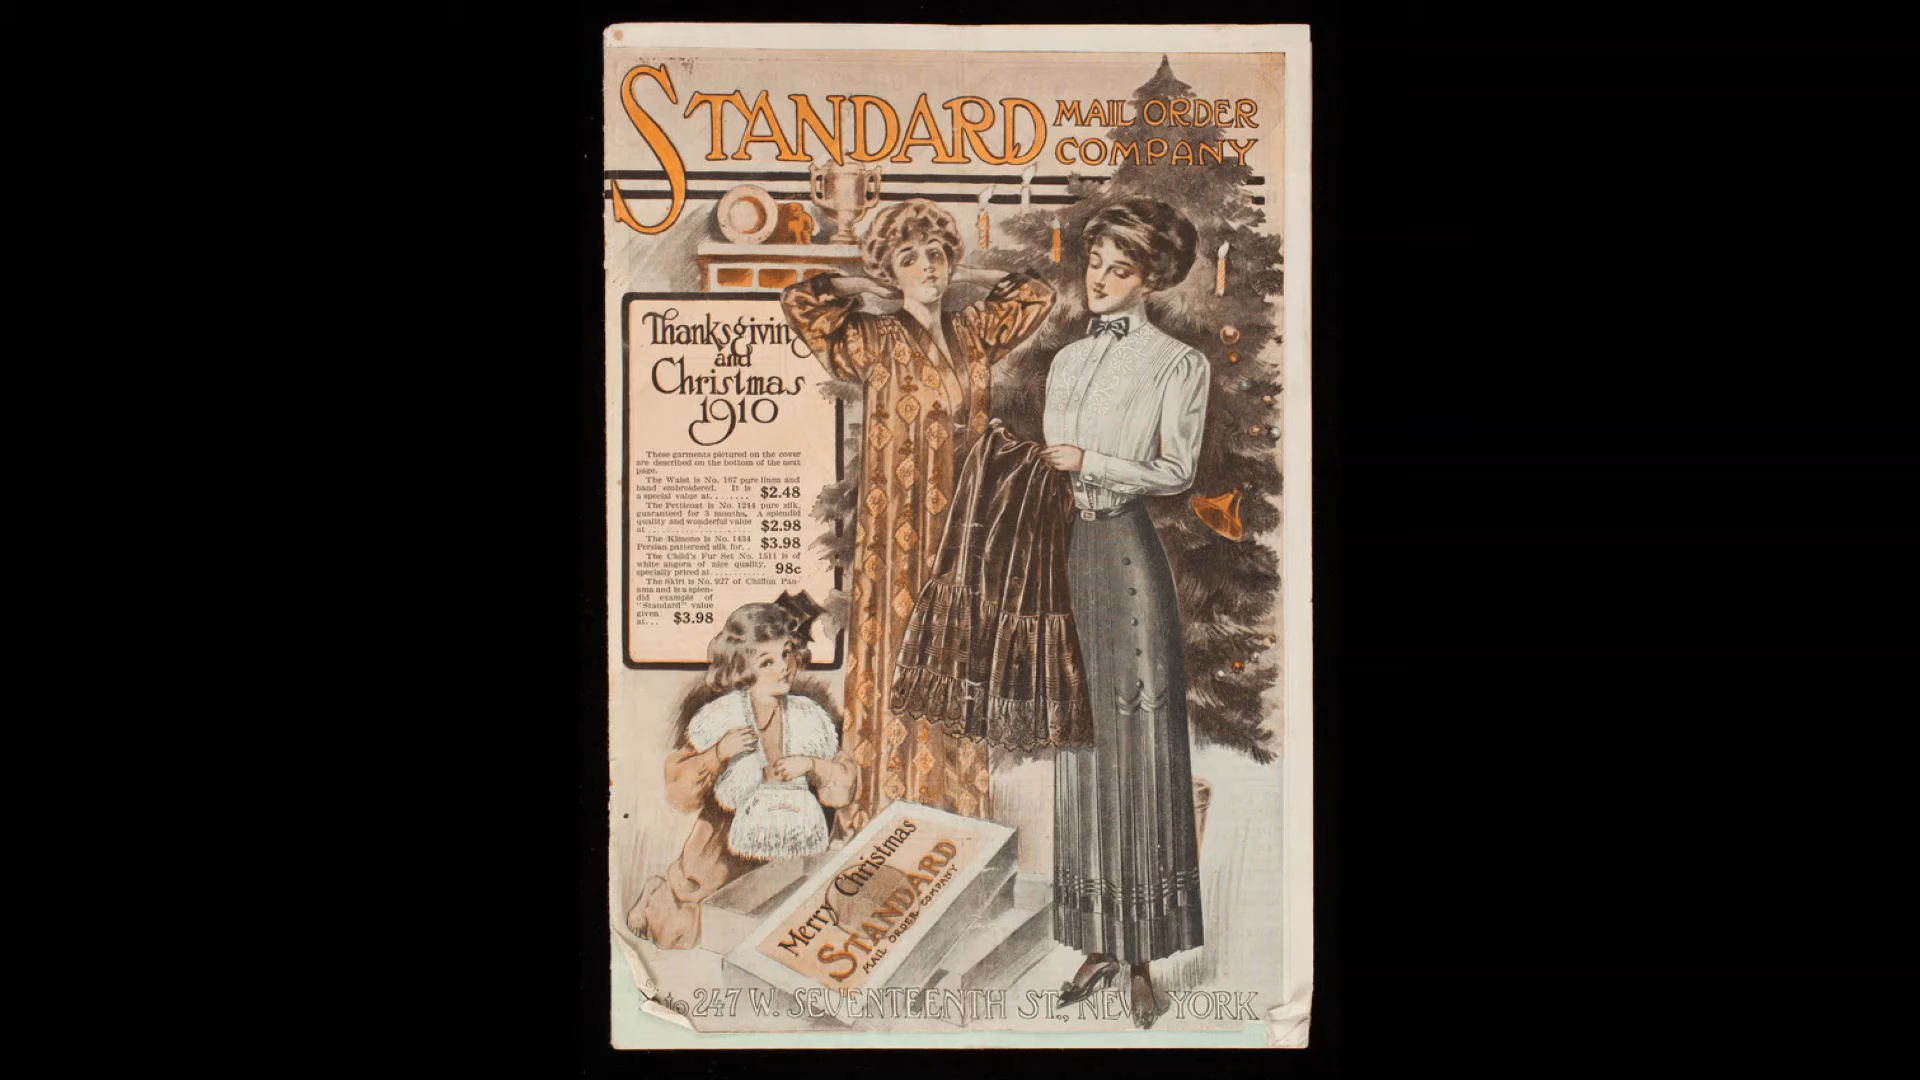 STANDARD MAIL ORDER
COMPANY
Thanksgiving
and
Christmas
1910
These garments pictured on the cover
are described on the bottom of the next
page.
The Waist is No. 167 pure linen and
hand embroidered. It is
a special value at........ $2.48
The Petticoat is No. 1244 pure silk,
guaranteed for 3 months. A splendid
quality and wonderful value
at..................... $2.98
The Kimono is No. 1434
Persian patterned silk for.. $3.98
The Child's Fur Set No. 1511 is of
white angora of nice quality,
specially priced at........... 98c
The Skirt is No. 927 of Chiffon Pan-
ama and is a splen-
did example of
"Standard" value
given
at... $3.98
Merry Christmas
STANDARD
MAIL ORDER COMPANY
to 247 W. SEVENTEENTH ST., NEW YORK